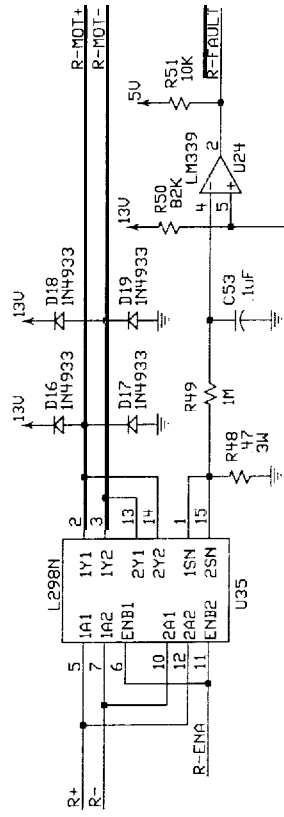 R-MOT+
R-MOT-
R-FAULT
13V
D18
1N4933
D19
1N4933
13V
D16
1N4933
D17
1N4933
5V
R51
10K
13V
R50
82K
LM339
2
4
5
U24
C53
.1uF
R49
1M
R48
47
3W
L298N
U35
R+
5
1A1
1Y1
2
R-
7
1A2
1Y2
3
6
ENB1
2Y1
13
10
2A1
2Y2
14
12
2A2
1SN
1
R-ENA
11
ENB2
2SN
15